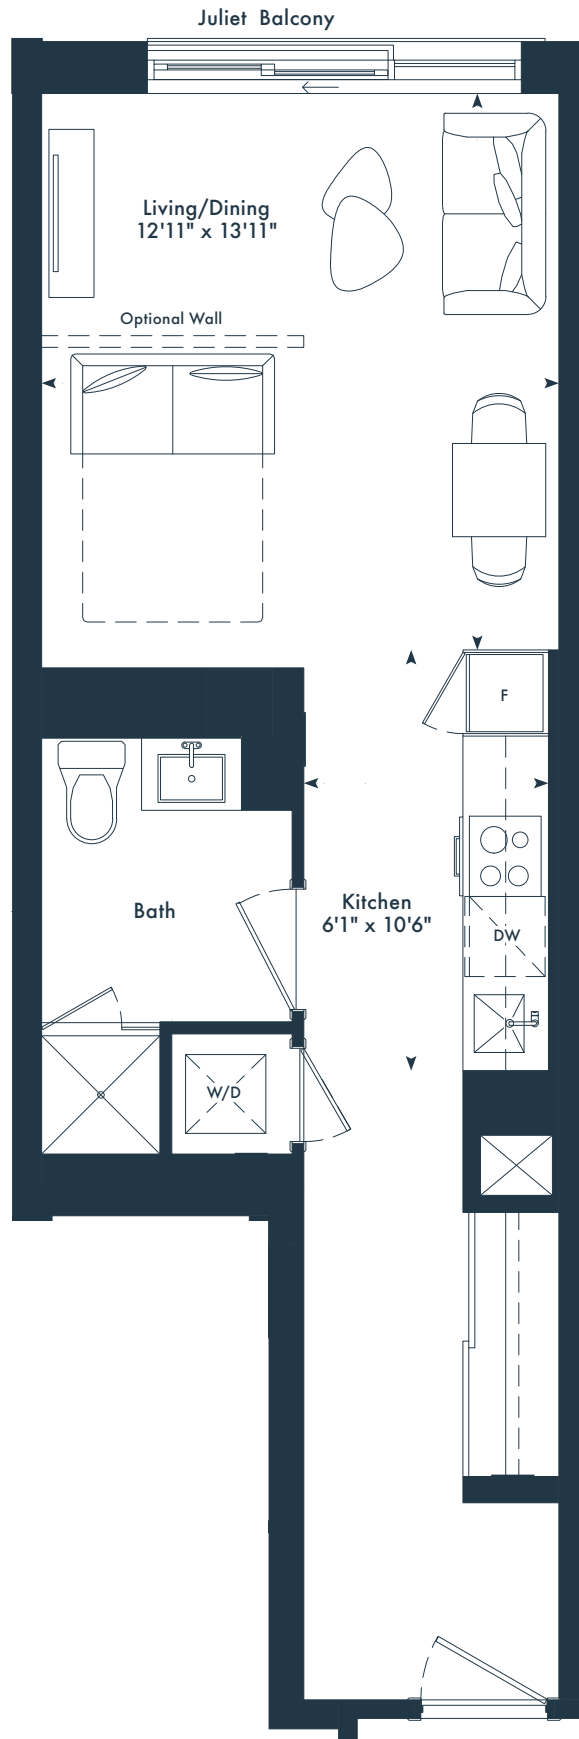 Juliet Balcony
Living/Dining
12'11" x 13'11"
Optional Wall
F
Kitchen
6'1" x 10'6"
Bath
DW
W/D